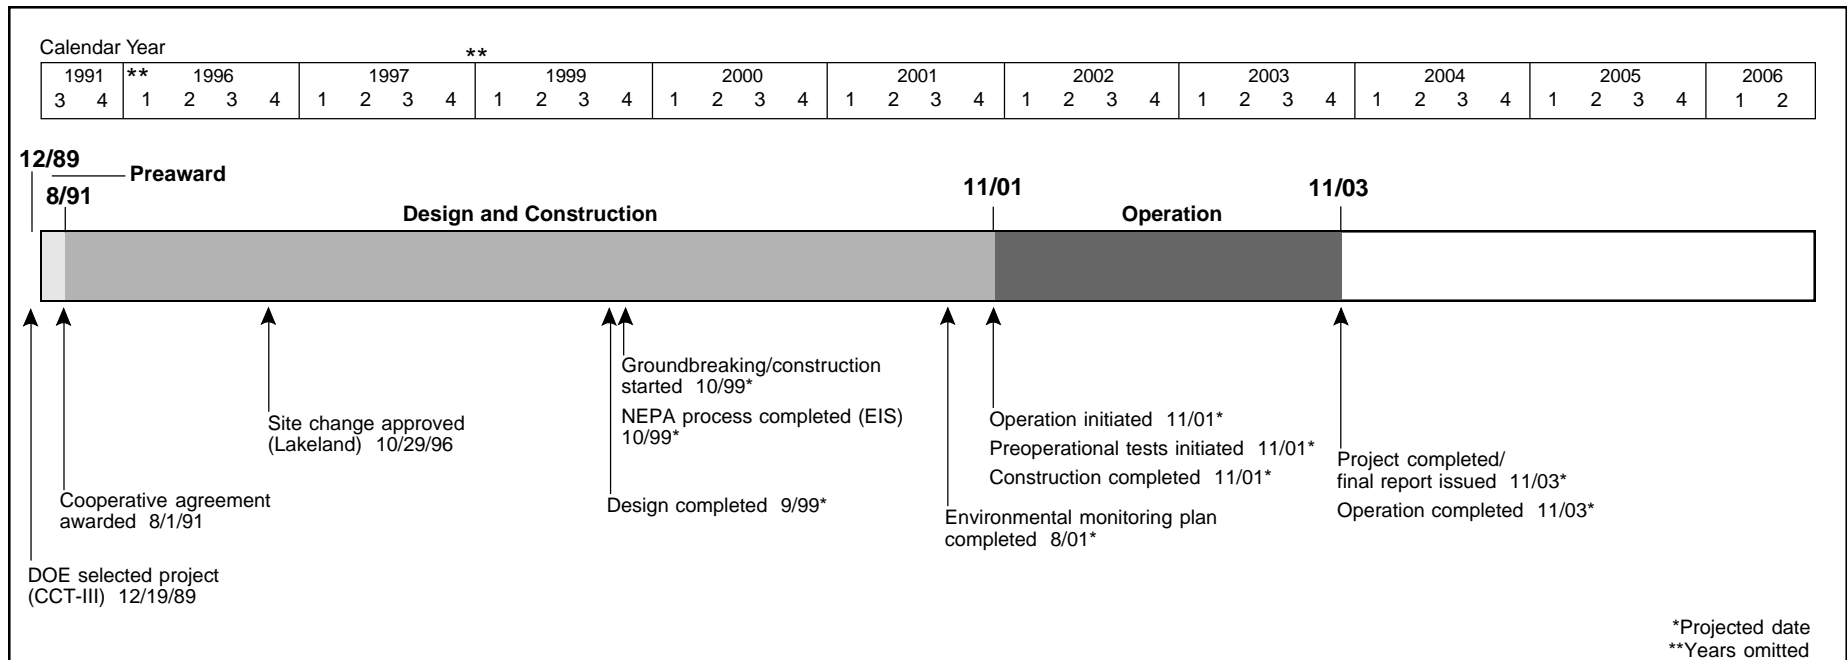 Calendar Year
**
1991 ** 1996 1997 1999 2000 2001 2002 2003 2004 2005 2006
3 4 1 2 3 4 1 2 3 4 1 2 3 4 1 2 3 4 1 2 3 4 1 2 3 4 1 2 3 4 1 2 3 4 1 2 3 4 1 2
12/89
Preaward
8/91
Design and Construction
11/01
Operation
11/03
Groundbreaking/construction
started 10/99*
NEPA process completed (EIS)
10/99*
Site change approved
(Lakeland) 10/29/96
Operation initiated 11/01*
Preoperational tests initiated 11/01*
Construction completed 11/01*
Project completed/
final report issued 11/03*
Operation completed 11/03*
Cooperative agreement
awarded 8/1/91
Design completed 9/99*
Environmental monitoring plan
completed 8/01*
DOE selected project
(CCT-III) 12/19/89
*Projected date
**Years omitted